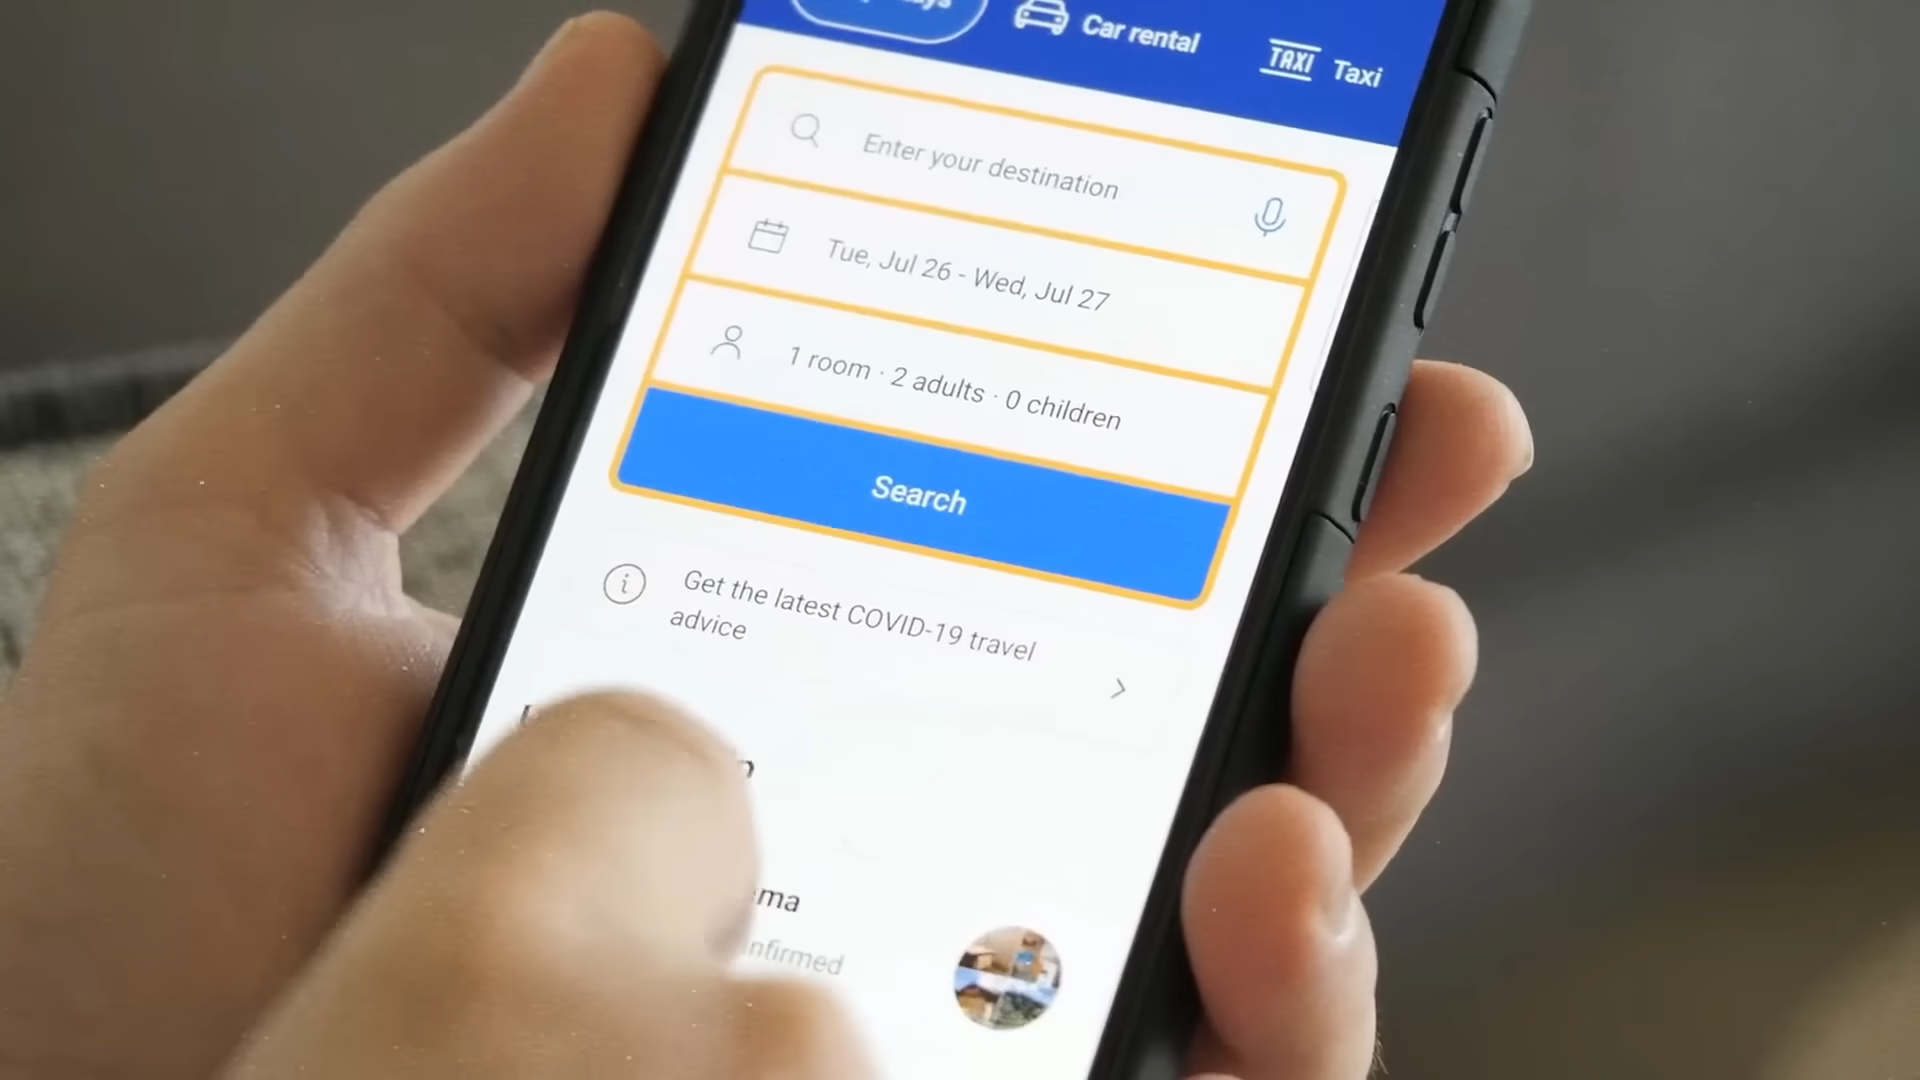 Car rental
TAXI Taxi
Enter your destination
Tue, Jul 26 - Wed, Jul 27
1 room · 2 adults · 0 children
Search
Get the latest COVID-19 travel
advice